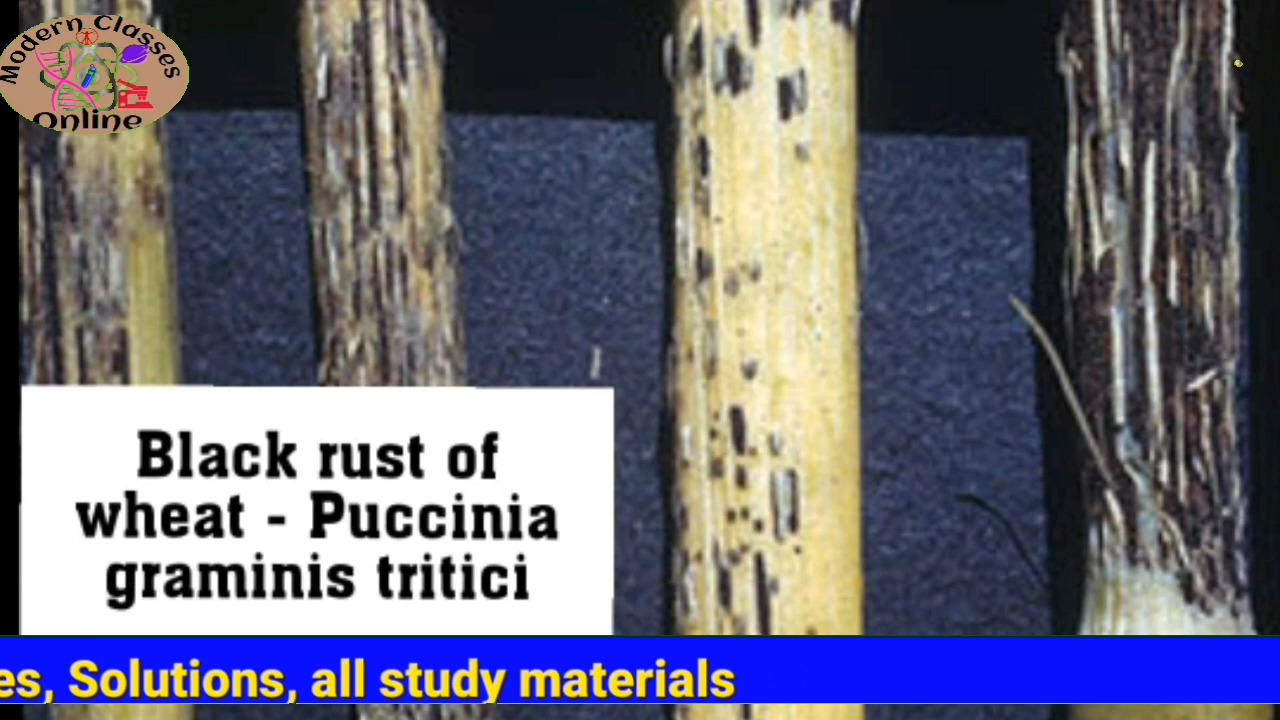 Modern Classes
Online
Black rust of
wheat - Puccinia
graminis tritici
es, Solutions, all study materials